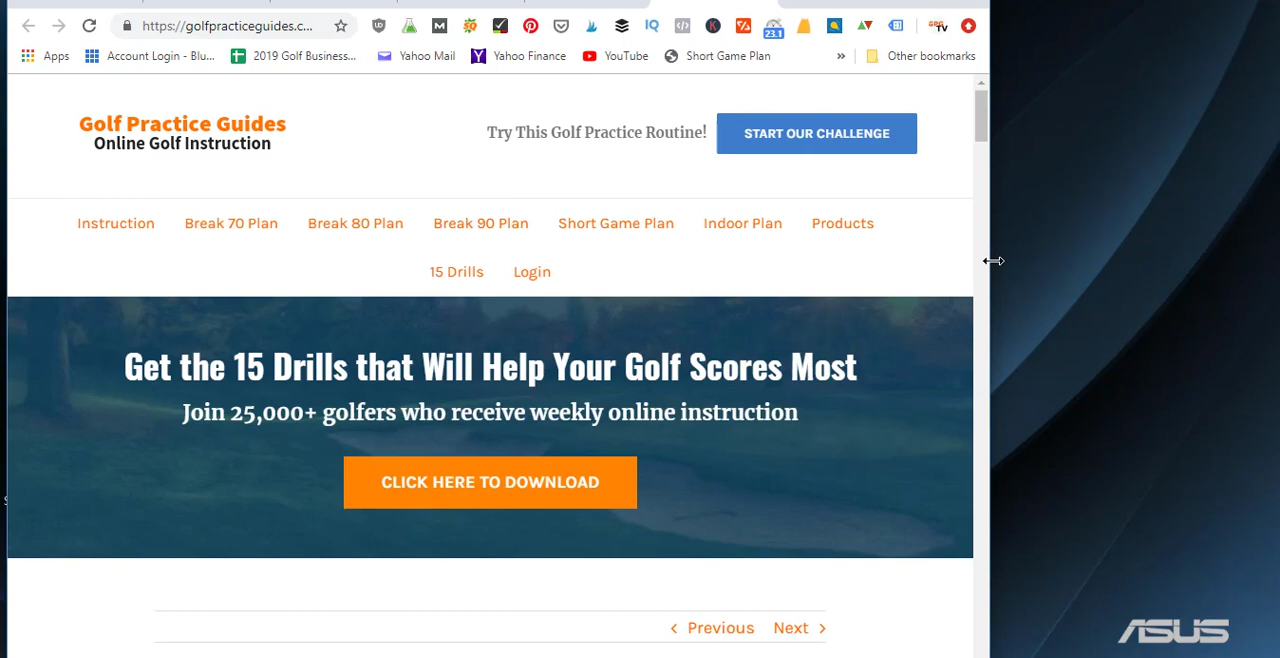 https://golfpracticeguides.c...
M
IQ
K
23.1
TV
Apps
Account Login - Blu...
2019 Golf Business...
Yahoo Mail
Yahoo Finance
YouTube
Short Game Plan
»
Other bookmarks
Golf Practice Guides
Online Golf Instruction
Try This Golf Practice Routine!
START OUR CHALLENGE
Instruction
Break 70 Plan
Break 80 Plan
Break 90 Plan
Short Game Plan
Indoor Plan
Products
15 Drills
Login
Get the 15 Drills that Will Help Your Golf Scores Most
Join 25,000+ golfers who receive weekly online instruction
CLICK HERE TO DOWNLOAD
Previous
Next
ASUS